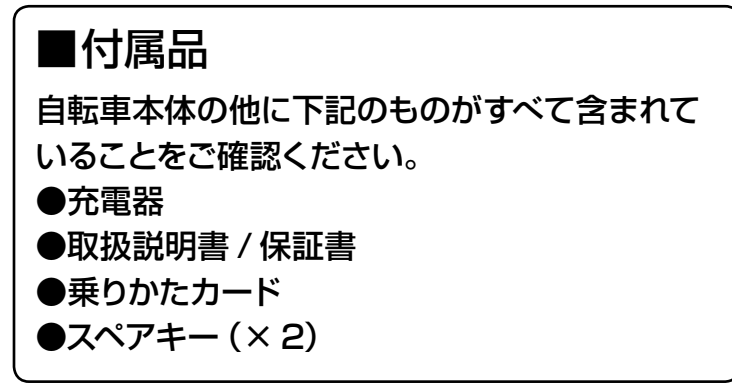 ■付属品
自転車本体の他に下記のものがすべて含まれて
いることをご確認ください。
●充電器
●取扱説明書 / 保証書
●乗りかたカード
●スペアキー（× 2）